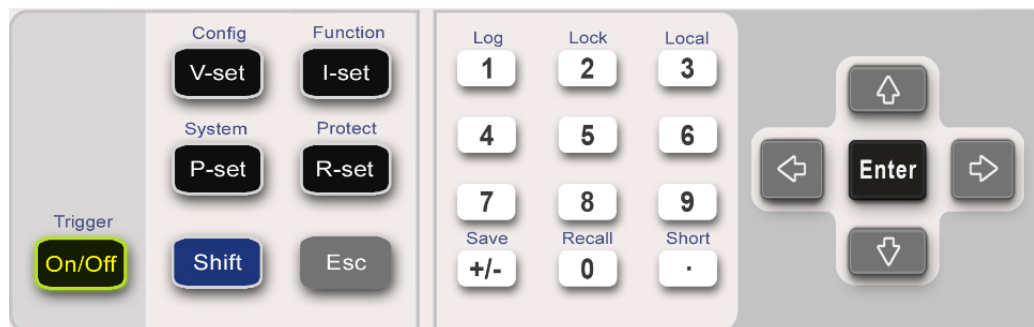 Config Function
V-set I-set
System Protect
P-set R-set
Trigger
On/Off Shift Esc
Log Lock Local
1 2 3
4 5 6
7 8 9
Save Recall Short
+/- 0 .
Enter